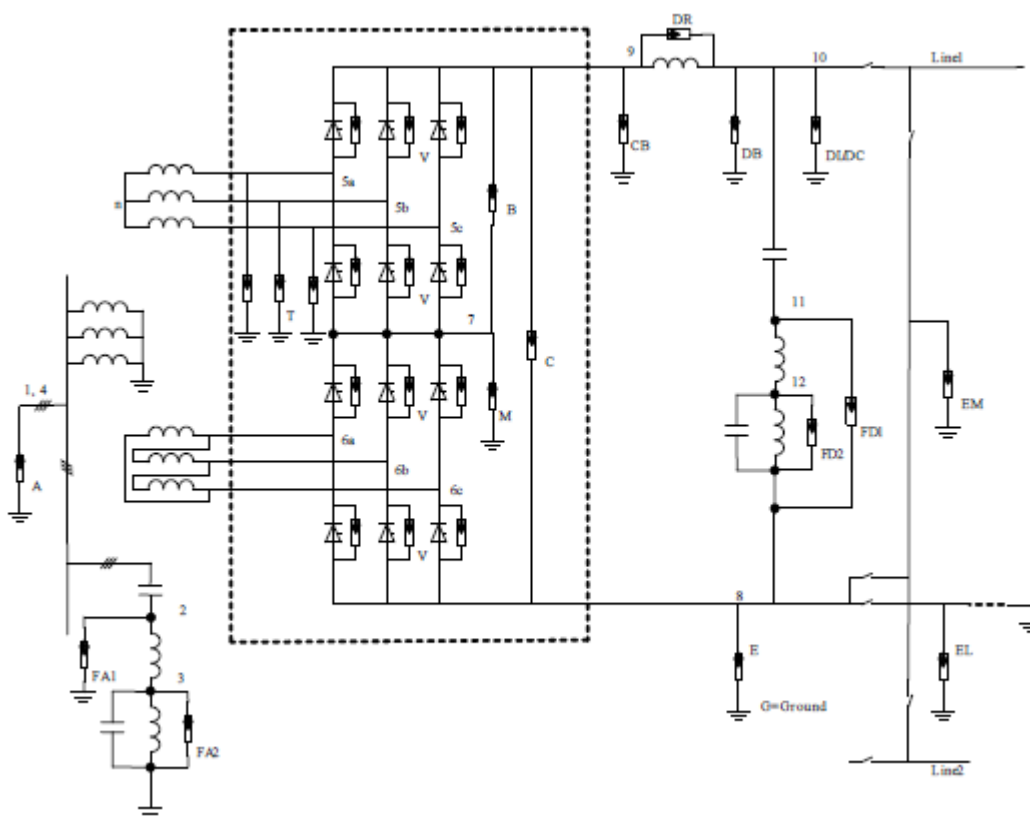 DR
9
10
Line1
CB
DB
DL/DC
V
5a
n
5b
B
5c
V
T
7
11
C
1, 4
12
V
M
EM
FD1
6a
FD2
A
6b
6c
V
8
2
E
EL
FA1
3
G=Ground
FA2
Line2